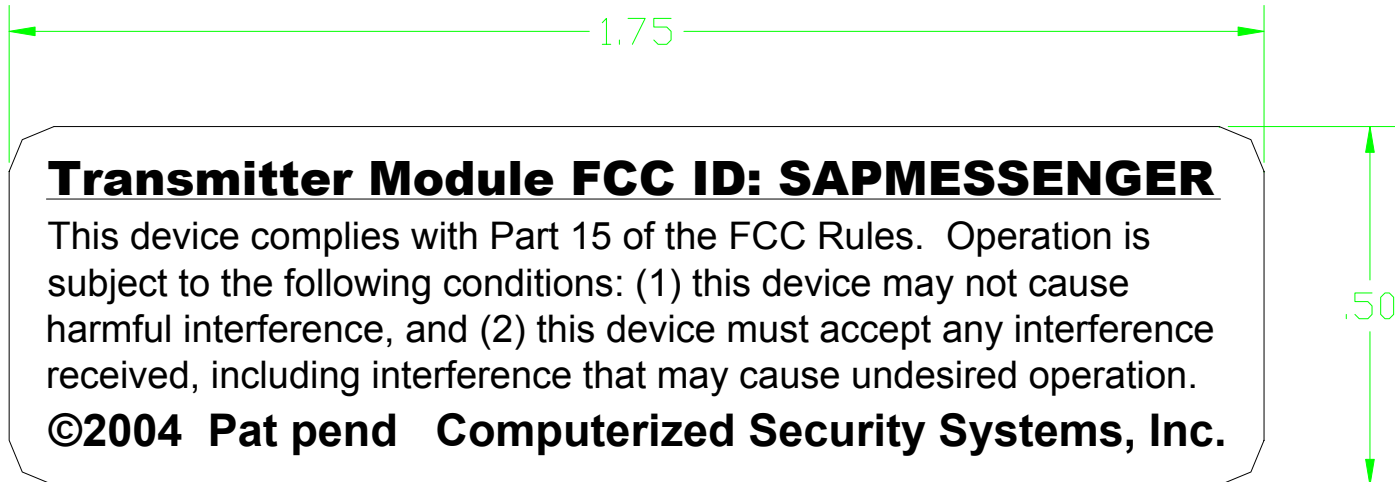 1.75
Transmitter Module FCC ID: SAPMESSENGER
This device complies with Part 15 of the FCC Rules.  Operation is
subject to the following conditions: (1) this device may not cause
harmful interference, and (2) this device must accept any interference
received, including interference that may cause undesired operation.
.50
©2004  Pat pend   Computerized Security Systems, Inc.